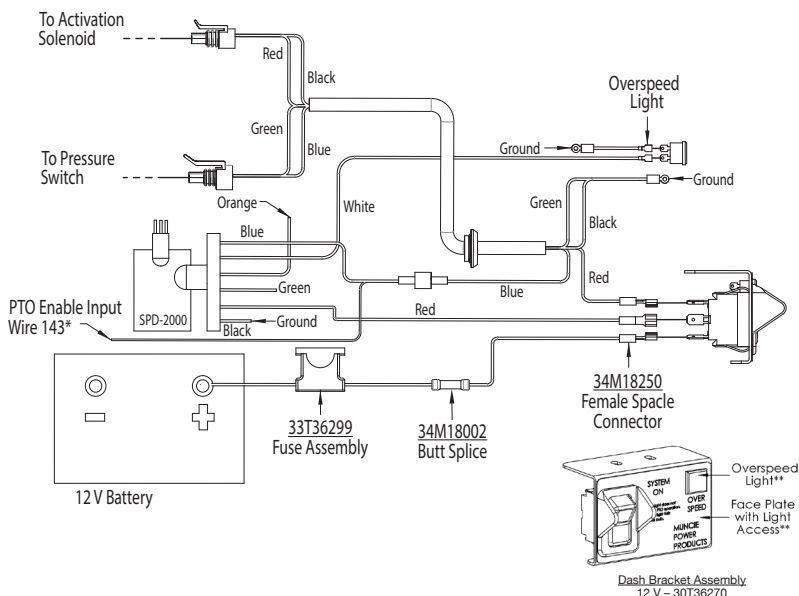 To Activation
Solenoid
Red
Black
Green
Blue
To Pressure
Switch
Overspeed
Light
Ground
Ground
Orange
White
Green
Black
Blue
Green
Blue
Red
Red
SPD-2000
Black
Ground
PTO Enable Input
Wire 143*
33T36299
Fuse Assembly
34M18002
Butt Splice
34M18250
Female Spacle
Connector
12 V Battery
SYSTEM
ON
OVER
SPEED
MUNCIE
POWER
PRODUCTS
Overspeed
Light**
Face Plate
with Light
Access**
Dash Bracket Assembly
12 V – 30T36270